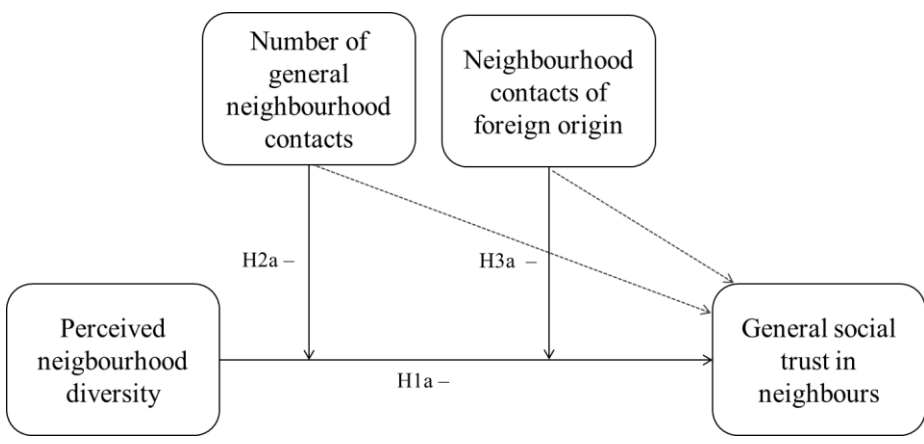 Number of
general
neighbourhood
contacts
Neighbourhood
contacts of
foreign origin
H2a –
H3a –
Perceived
neigbourhood
diversity
H1a –
General social
trust in
neighbours